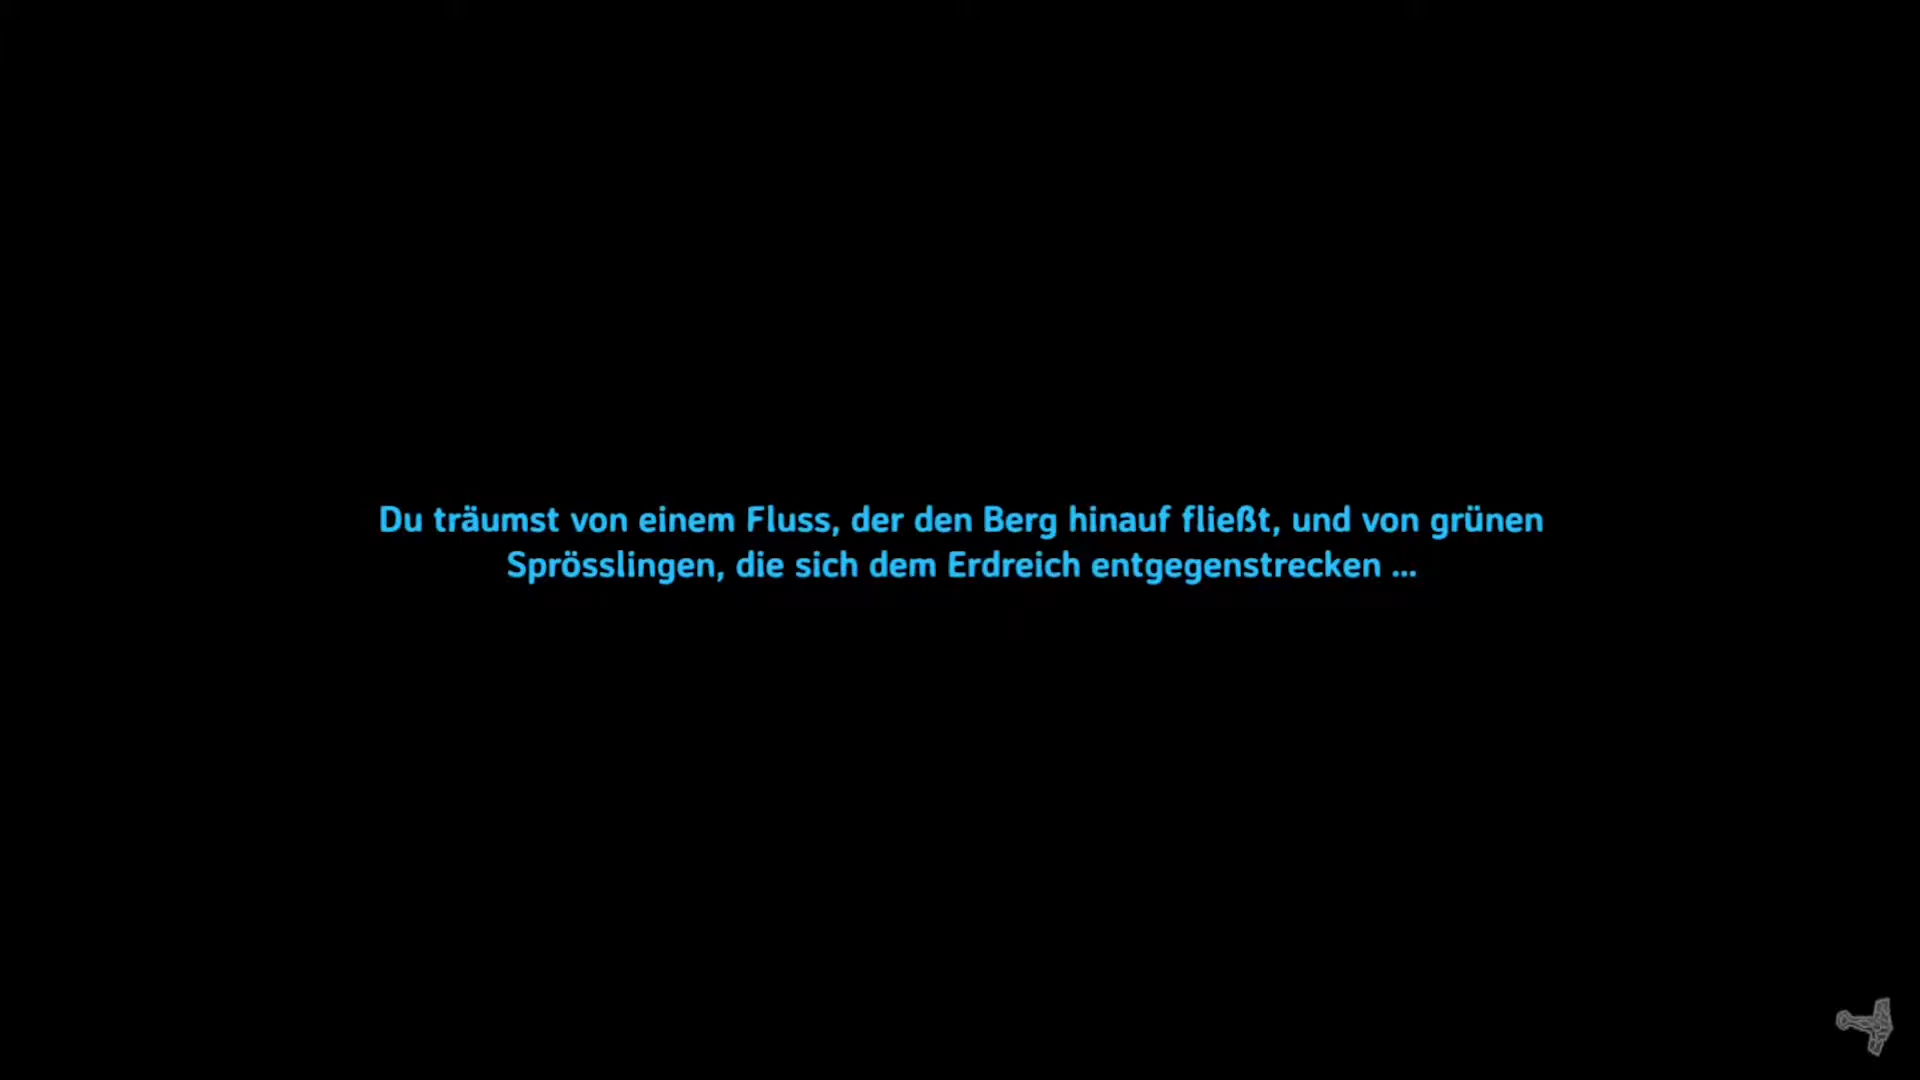 Du träumst von einem Fluss, der den Berg hinauf fließt, und von grünen
Sprösslingen, die sich dem Erdreich entgegenstrecken ...